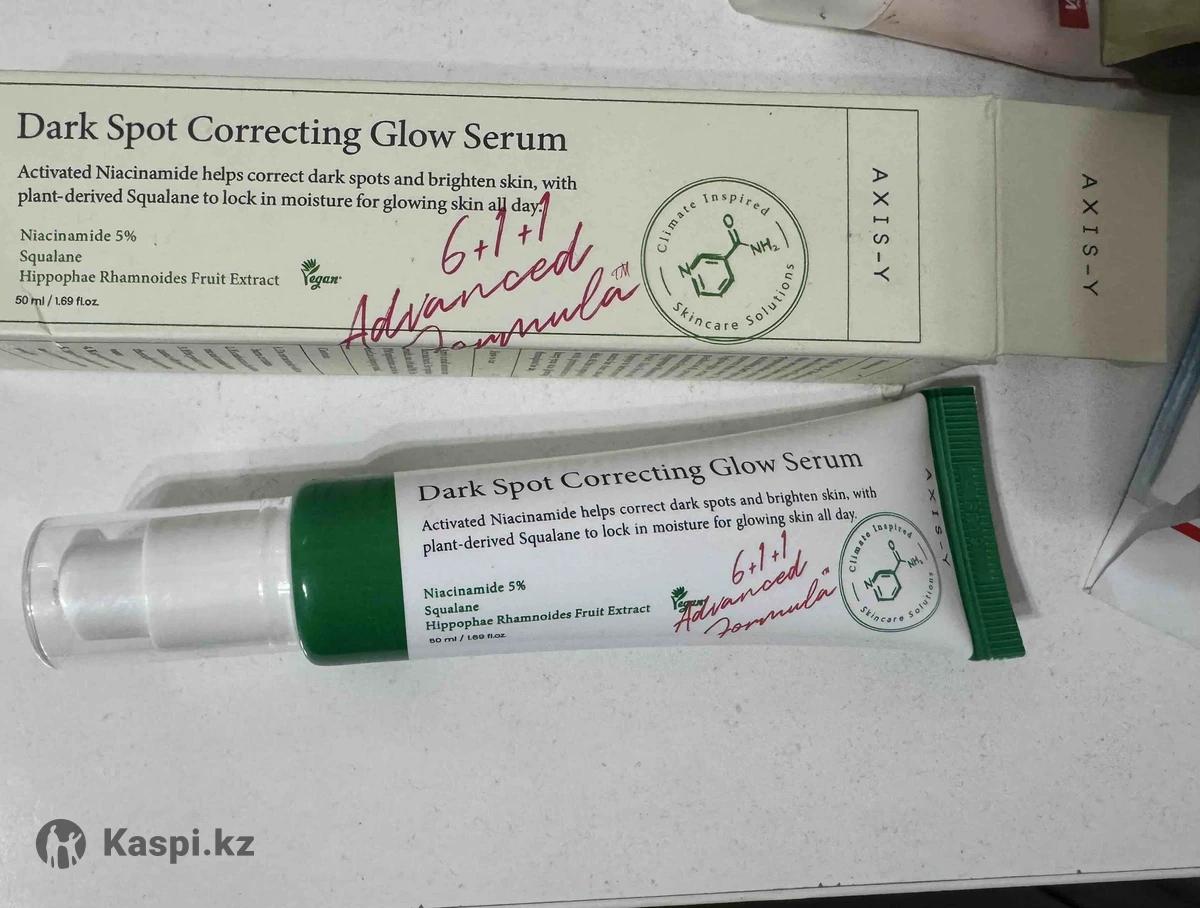 Dark Spot Correcting Glow Serum
Activated Niacinamide helps correct dark spots and brighten skin, with
plant-derived Squalane to lock in moisture for glowing skin all day.
Niacinamide 5%
Squalane
Hippophae Rhamnoides Fruit Extract
50 ml / 1.69 fl.oz.
Vegan
6+1+1
Advanced
Formula™
Climate Inspired
N
O
NH₂
Skincare Solutions
AXIS-Y
AXIS-Y
Dark Spot Correcting Glow Serum
Activated Niacinamide helps correct dark spots and brighten skin, with
plant-derived Squalane to lock in moisture for glowing skin all day.
Niacinamide 5%
Squalane
Hippophae Rhamnoides Fruit Extract
50 ml / 1.69 fl.oz
Vegan
6+1+1
Advanced
Formula™
Climate Inspired
N
O
NH₂
Skincare Solutions
AXIS-Y
Kaspi.kz